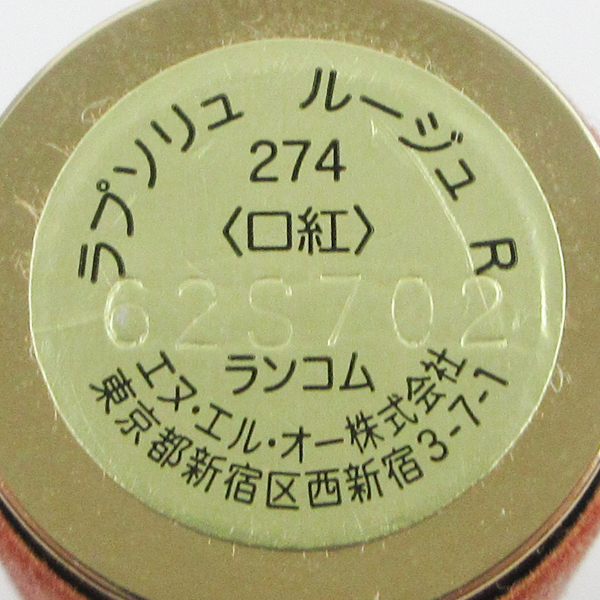 ラプソリュ ルージュ R
274
〈口紅〉
62S702
ランコム
エヌ・エル・オー株式会社
東京都新宿区西新宿3-7-1